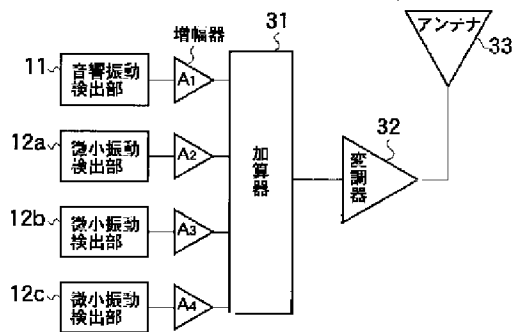 増幅器
31
アンテナ
33
11
音響振動
検出部
A1
12a
微小振動
検出部
A2
加算器
32
変調器
12b
微小振動
検出部
A3
12c
微小振動
検出部
A4